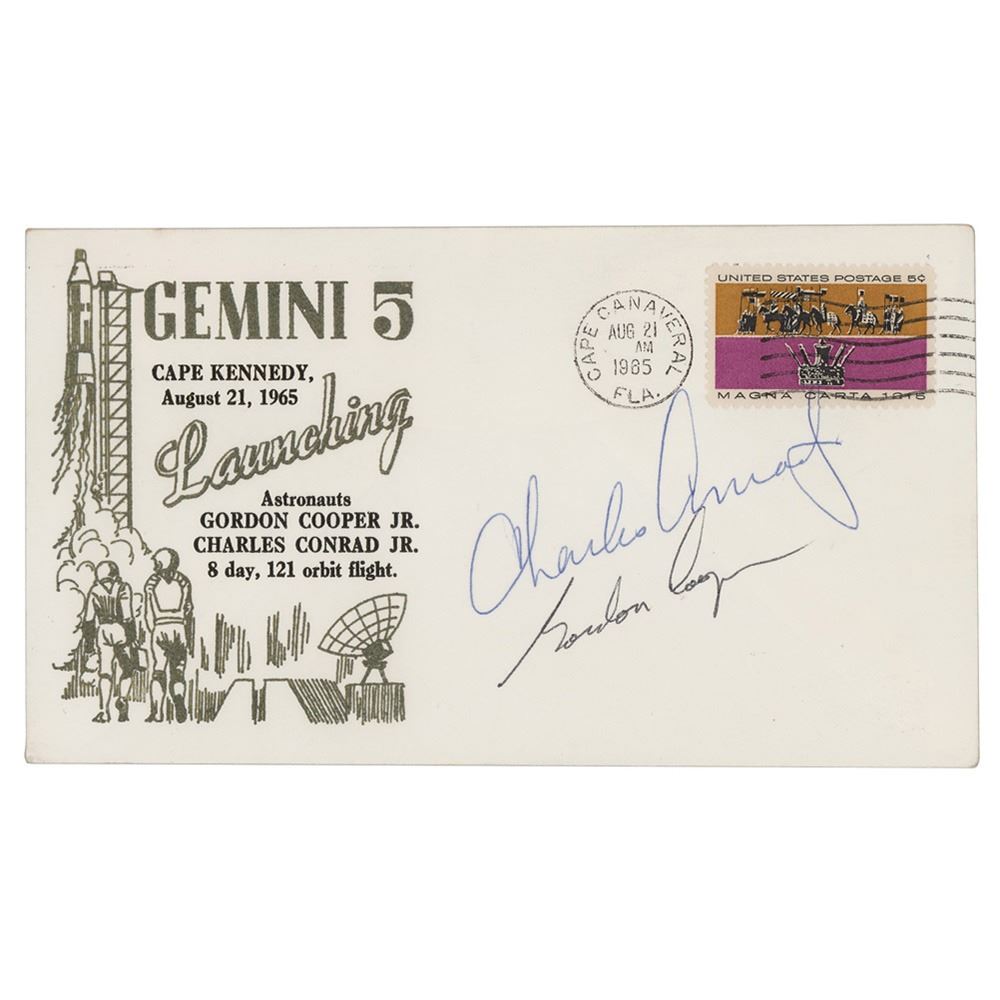 GEMINI 5
CAPE KENNEDY,
August 21, 1965
Launching
Astronauts
GORDON COOPER JR.
CHARLES CONRAD JR.
8 day, 121 orbit flight.
CAPE CANAVERAL
AUG 21
AM
1965
FLA.
UNITED STATES POSTAGE 5¢
MAGNA CARTA 1215
Charles Conrad Jr
Gordon Cooper